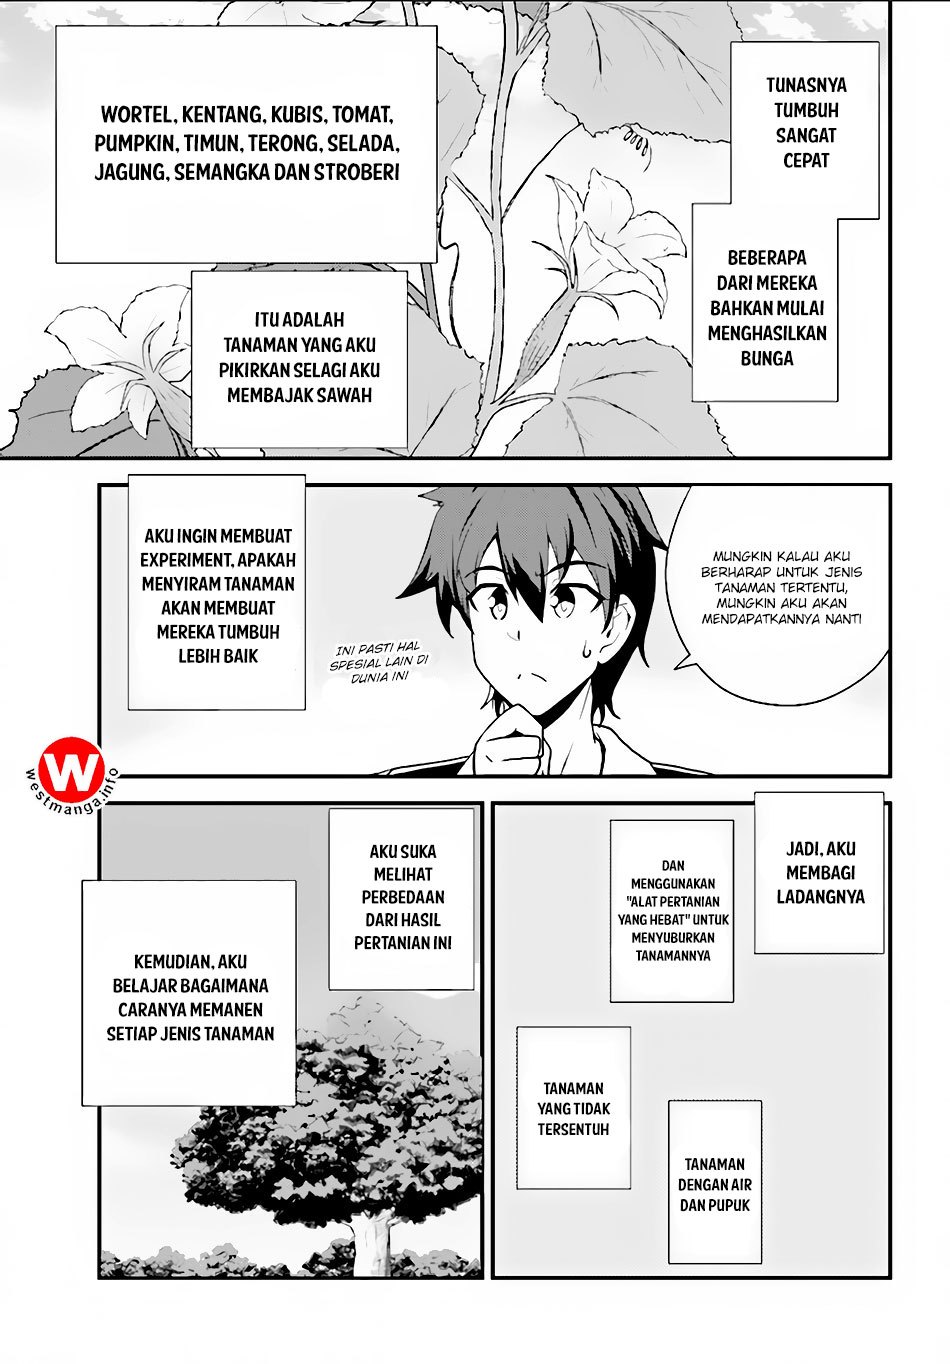 TUNASNYA
TUMBUH
SANGAT
CEPAT
BEBERAPA
DARI MEREKA
BAHKAN MULAI
MENGHASILKAN
BUNGA
WORTEL, KENTANG, KUBIS, TOMAT,
PUMPKIN, TIMUN, TERONG, SELADA,
JAGUNG, SEMANGKA DAN STROBERI
ITU ADALAH
TANAMAN YANG AKU
PIKIRKAN SELAGI AKU
MEMBAJAK SAWAH
MUNGKIN KALAU AKU
BERHARAP UNTUK JENIS
TANAMAN TERTENTU,
MUNGKIN AKU AKAN
MENDAPATKANNYA NANTI
INI PASTI HAL
SPESIAL LAIN DI
DUNIA INI
AKU INGIN MEMBUAT
EXPERIMENT, APAKAH
MENYIRAM TANAMAN
AKAN MEMBUAT
MEREKA TUMBUH
LEBIH BAIK
W
westmanga.info
JADI, AKU
MEMBAGI
LADANGNYA
DAN
MENGGUNAKAN
"ALAT PERTANIAN
YANG HEBAT" UNTUK
MENYUBURKAN
TANAMANNYA
TANAMAN
DENGAN AIR
DAN PUPUK
TANAMAN
YANG TIDAK
TERSENTUH
AKU SUKA
MELIHAT
PERBEDAAN
DARI HASIL
PERTANIAN INI
KEMUDIAN, AKU
BELAJAR BAGAIMANA
CARANYA MEMANEN
SETIAP JENIS TANAMAN